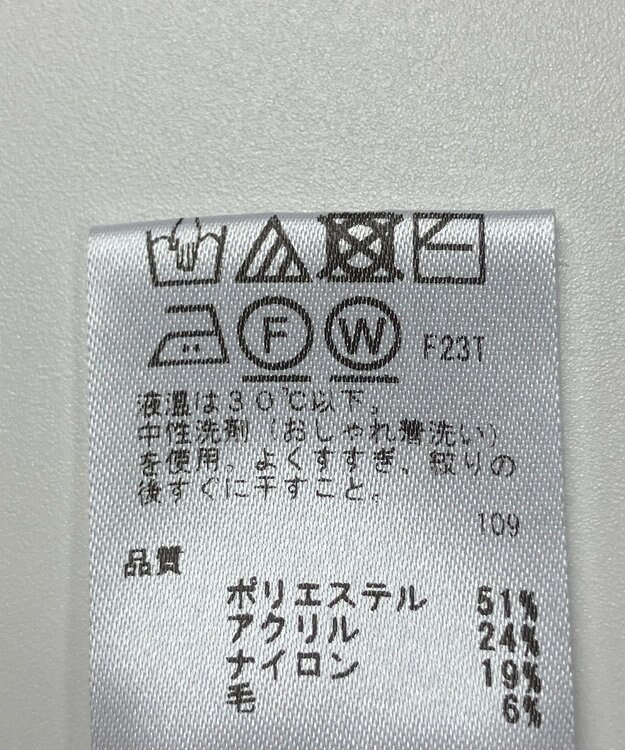 F W F23T
液温は30℃以下。
中性洗剤（おしゃれ着洗い）
を使用。よくすすぎ、絞りの
後すぐに干すこと。
109
品質
ポリエステル 51%
アクリル 24%
ナイロン 19%
毛 6%